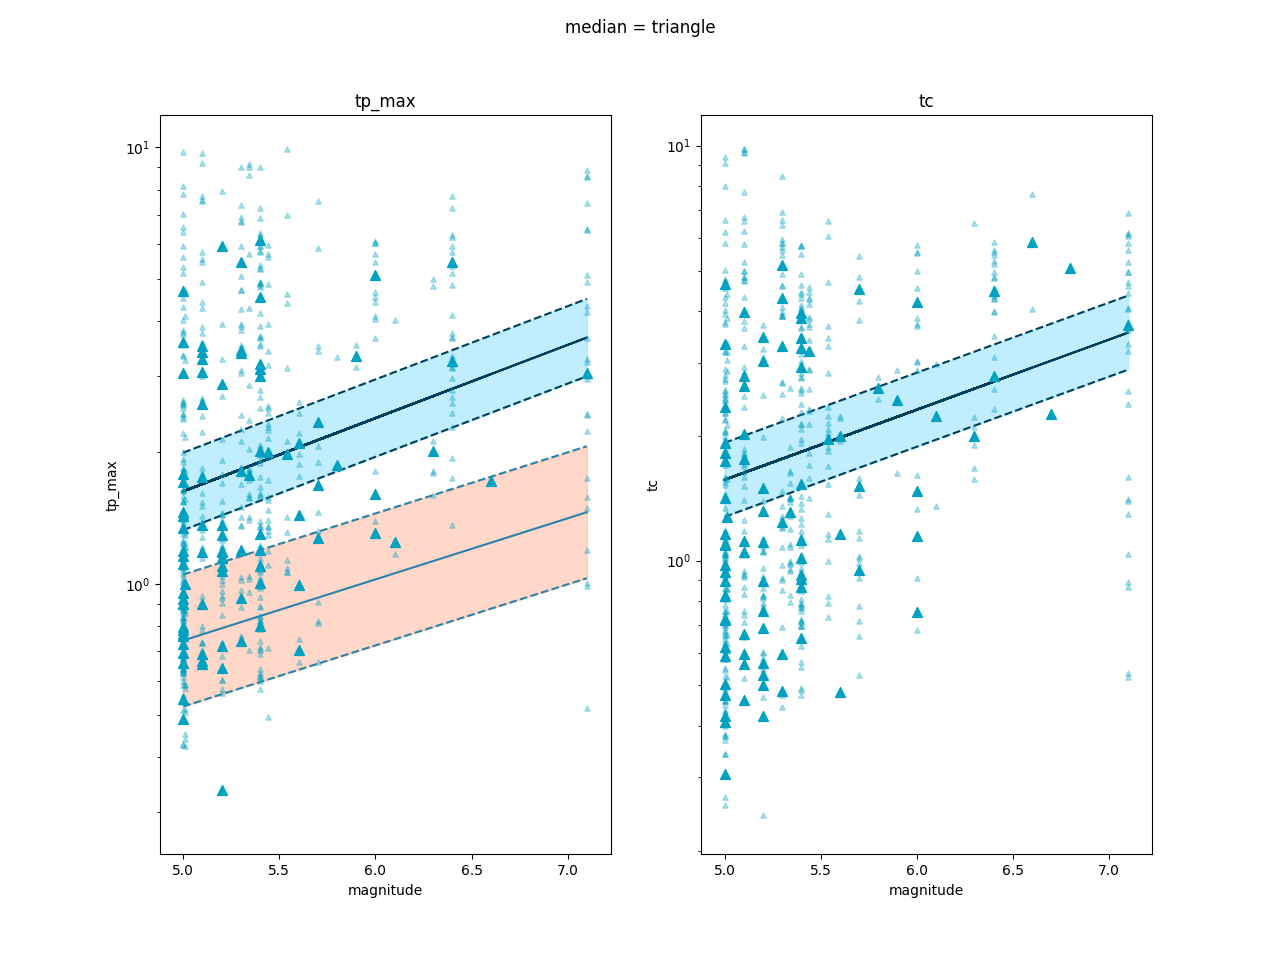 median = triangle
tp_max
tc
10¹
10⁰
tp_max
5.0 5.5 6.0 6.5 7.0
magnitude
10¹
10⁰
tc
5.0 5.5 6.0 6.5 7.0
magnitude